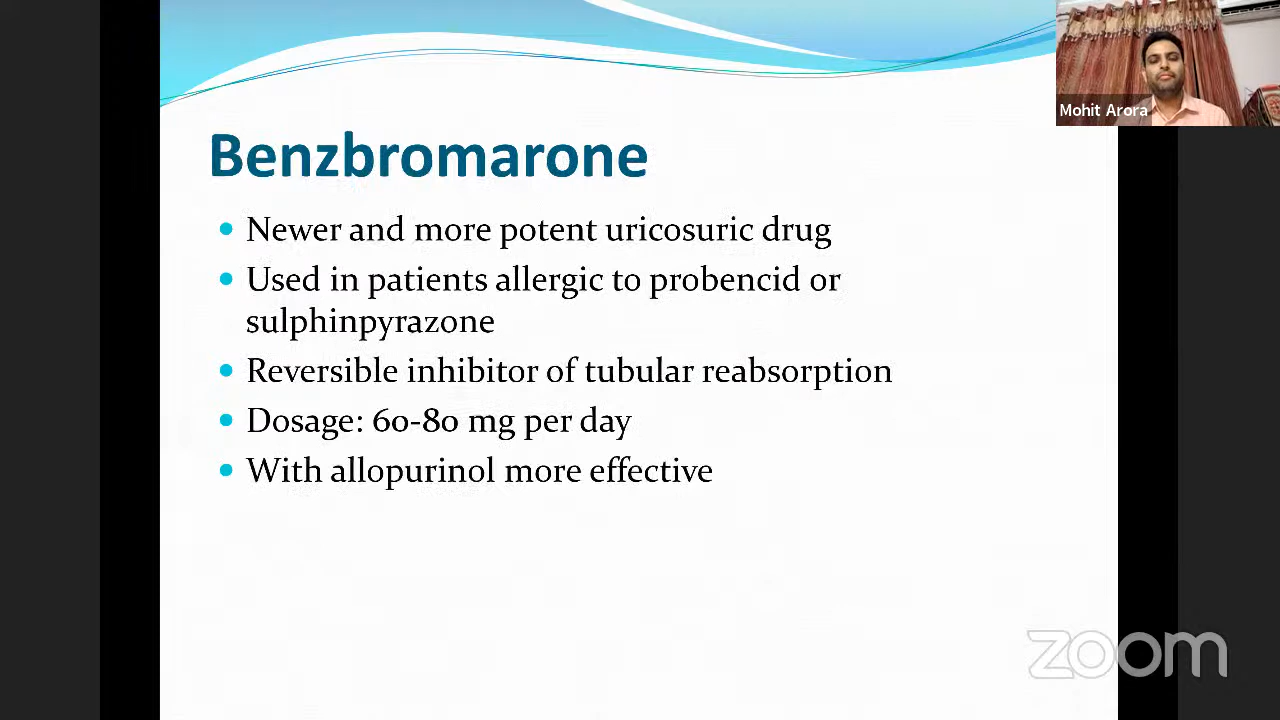 Mohit Arora
Benzbromarone
Newer and more potent uricosuric drug
Used in patients allergic to probencid or
sulphinpyrazone
Reversible inhibitor of tubular reabsorption
Dosage: 60-80 mg per day
With allopurinol more effective
zoom